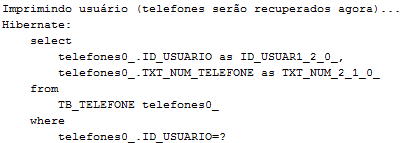 Imprimindo usuário (telefones serão recuperados agora)...
Hibernate:
    select
        telefones0_.ID_USUARIO as ID_USUAR1_2_0_,
        telefones0_.TXT_NUM_TELEFONE as TXT_NUM_2_1_0_
    from
        TB_TELEFONE telefones0_
    where
        telefones0_.ID_USUARIO=?